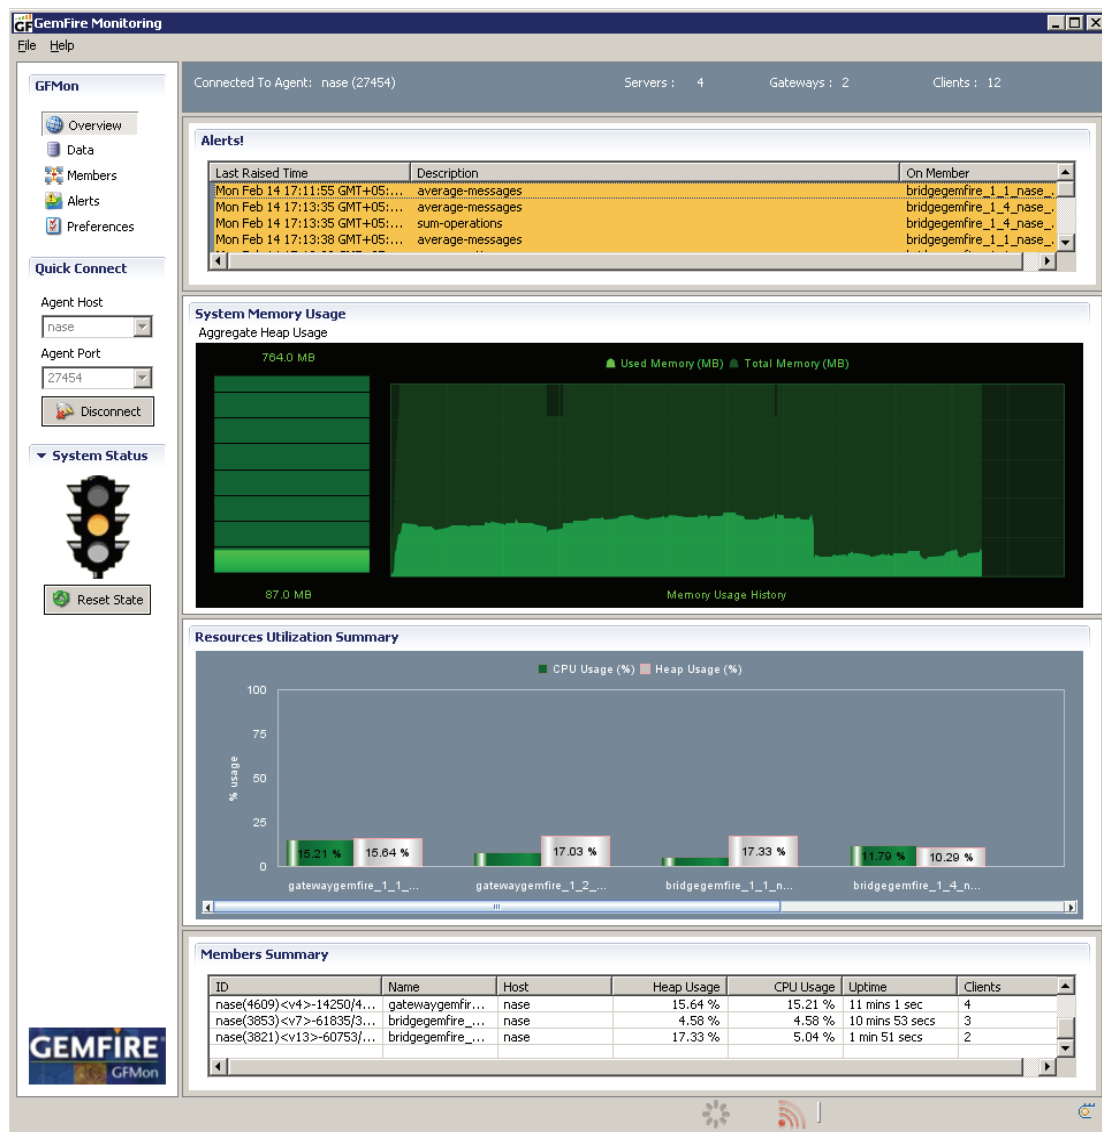 GF GemFire Monitoring
File Help
GFMon
Overview
Data
Members
Alerts
Preferences
Quick Connect
Agent Host
nase
Agent Port
27454
Disconnect
System Status
Reset State
GEMFIRE
GFMon
Connected To Agent: nase (27454) Servers : 4 Gateways : 2 Clients : 12
Alerts!
Last Raised Time Description On Member
Mon Feb 14 17:11:55 GMT+05:... average-messages bridgegemfire_1_1_nase_.
Mon Feb 14 17:13:35 GMT+05:... average-messages bridgegemfire_1_4_nase_.
Mon Feb 14 17:13:35 GMT+05:... sum-operations bridgegemfire_1_4_nase_.
Mon Feb 14 17:13:38 GMT+05:... average-messages bridgegemfire_1_1_nase_.
System Memory Usage
Aggregate Heap Usage
764.0 MB
Used Memory (MB) Total Memory (MB)
87.0 MB
Memory Usage History
Resources Utilization Summary
CPU Usage (%) Heap Usage (%)
100
75
50
25
0
% usage
15.21 % 15.64 % 17.03 % 17.33 % 11.79 % 10.29 %
gatewaygemfire_1_1_... gatewaygemfire_1_2_... bridgegemfire_1_1_n... bridgegemfire_1_4_n...
Members Summary
ID Name Host Heap Usage CPU Usage Uptime Clients
nase(4609)<v4>-14250/4... gatewaygemfir... nase 15.64 % 15.21 % 11 mins 1 sec 4
nase(3853)<v7>-61835/3... bridgegemfire_... nase 4.58 % 4.58 % 10 mins 53 secs 3
nase(3821)<v13>-60753/... bridgegemfire_... nase 17.33 % 5.04 % 1 min 51 secs 2